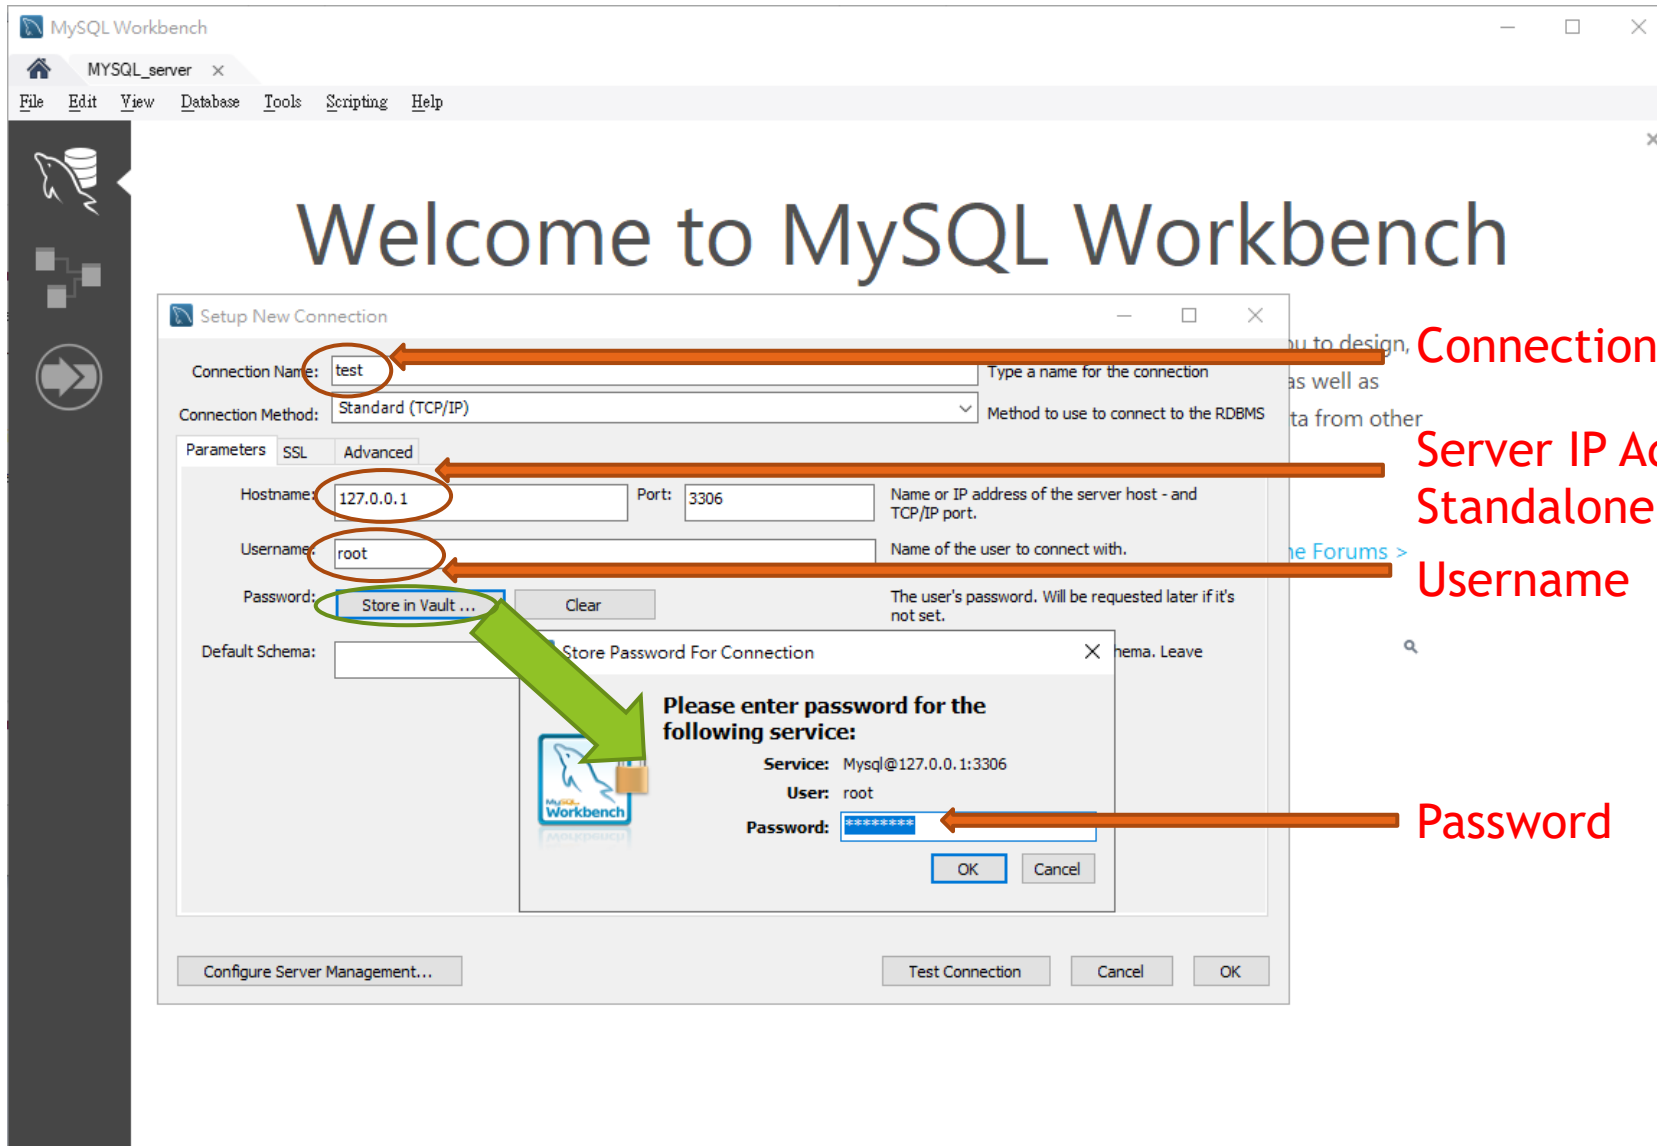 MySQL Workbench
MYSQL_server
File Edit View Database Tools Scripting Help
Welcome to MySQL Workbench
Setup New Connection
to design,
Connection
Connection Name: test Type a name for the connection
as well as
Connection Method: Standard (TCP/IP) Method to use to connect to the RDBMS
from other
Parameters SSL Advanced
Server IP
Hostname: 127.0.0.1 Port: 3306 Name or IP address of the server host - and
TCP/IP port.
Standalone
Username: root Name of the user to connect with.
Forums >
Username
Password: Store in Vault ... Clear The user's password. Will be requested later if it's
not set.
Default Schema:
Leave
Store Password For Connection
Please enter password for the
following service:
Service: Mysql@127.0.0.1:3306
User: root
MySQL
Workbench
Password: ********
Password
OK Cancel
Configure Server Management... Test Connection Cancel OK